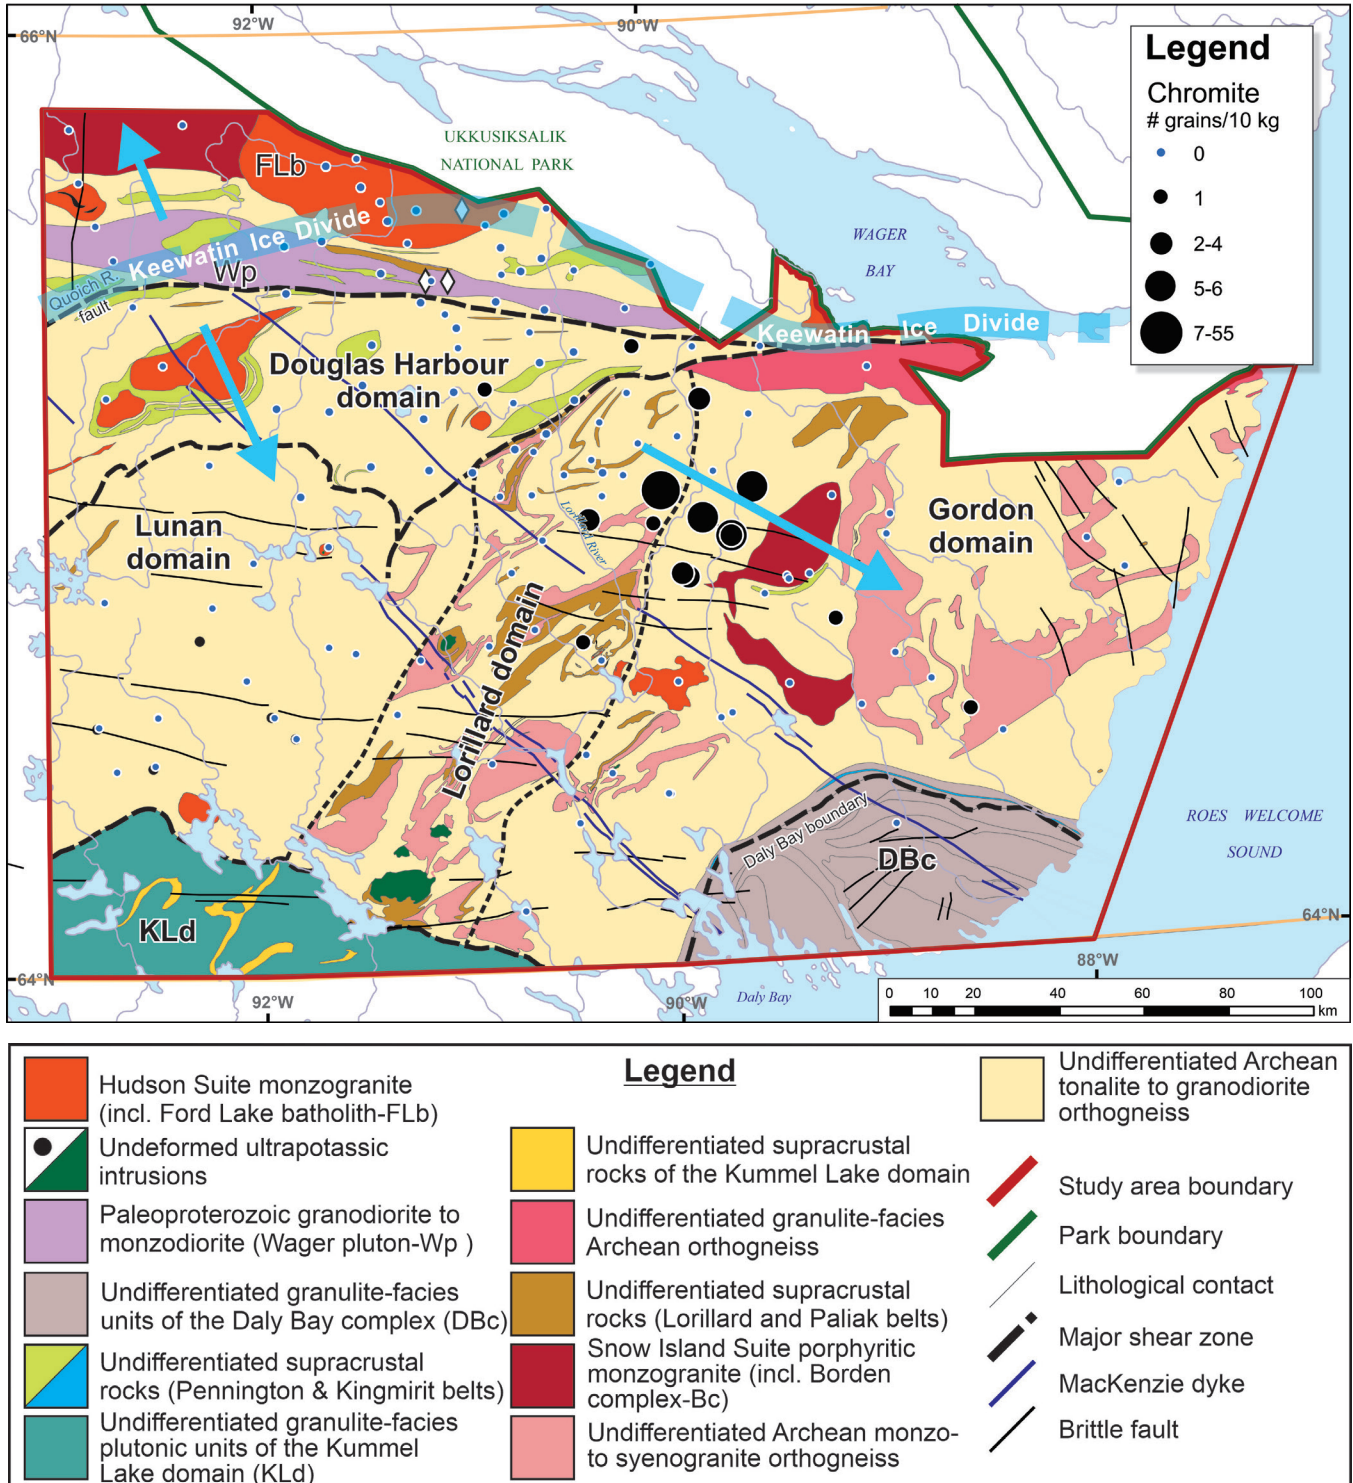 92°W
90°W
66°N
Legend
Chromite
# grains/10 kg
0
1
2-4
5-6
7-55
UKKUSIKSALIK
NATIONAL PARK
FLb
WAGER
BAY
Keewatin Ice Divide
Wp
Quoich R.
fault
Keewatin Ice Divide
Douglas Harbour
domain
Lunan
domain
Lorillard River
Gordon
domain
Lorillard domain
ROES WELCOME
SOUND
Daly Bay boundary
DBc
KLd
64°N
64°N
92°W
90°W
88°W
Daly Bay
0 10 20 40 60 80 100
km
Legend
Hudson Suite monzogranite
(incl. Ford Lake batholith-FLb)
Undeformed ultrapotassic
intrusions
Paleoproterozoic granodiorite to
monzodiorite (Wager pluton-Wp )
Undifferentiated granulite-facies
units of the Daly Bay complex (DBc)
Undifferentiated supracrustal
rocks (Pennington & Kingmirit belts)
Undifferentiated granulite-facies
plutonic units of the Kummel
Lake domain (KLd)
Undifferentiated supracrustal
rocks of the Kummel Lake domain
Undifferentiated granulite-facies
Archean orthogneiss
Undifferentiated supracrustal
rocks (Lorillard and Paliak belts)
Snow Island Suite porphyritic
monzogranite (incl. Borden
complex-Bc)
Undifferentiated Archean monzo-
to syenogranite orthogneiss
Undifferentiated Archean
tonalite to granodiorite
orthogneiss
Study area boundary
Park boundary
Lithological contact
Major shear zone
MacKenzie dyke
Brittle fault